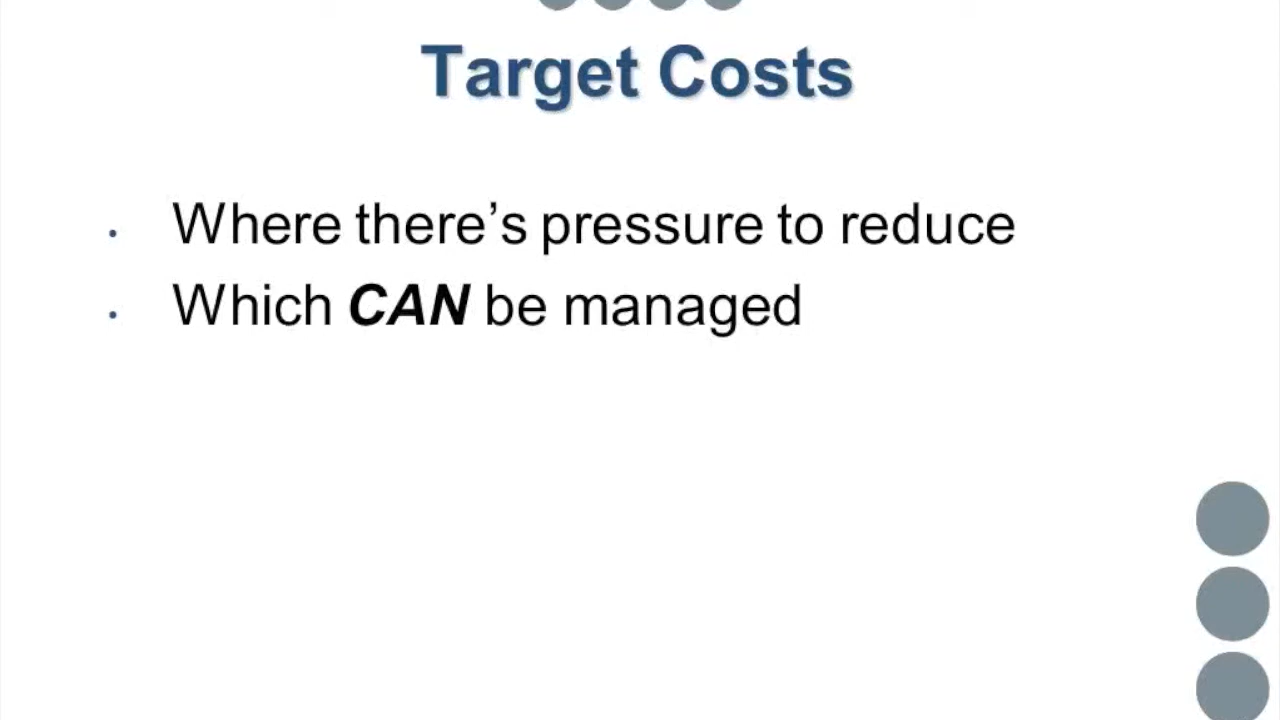 Target Costs
• Where there’s pressure to reduce
• Which CAN be managed